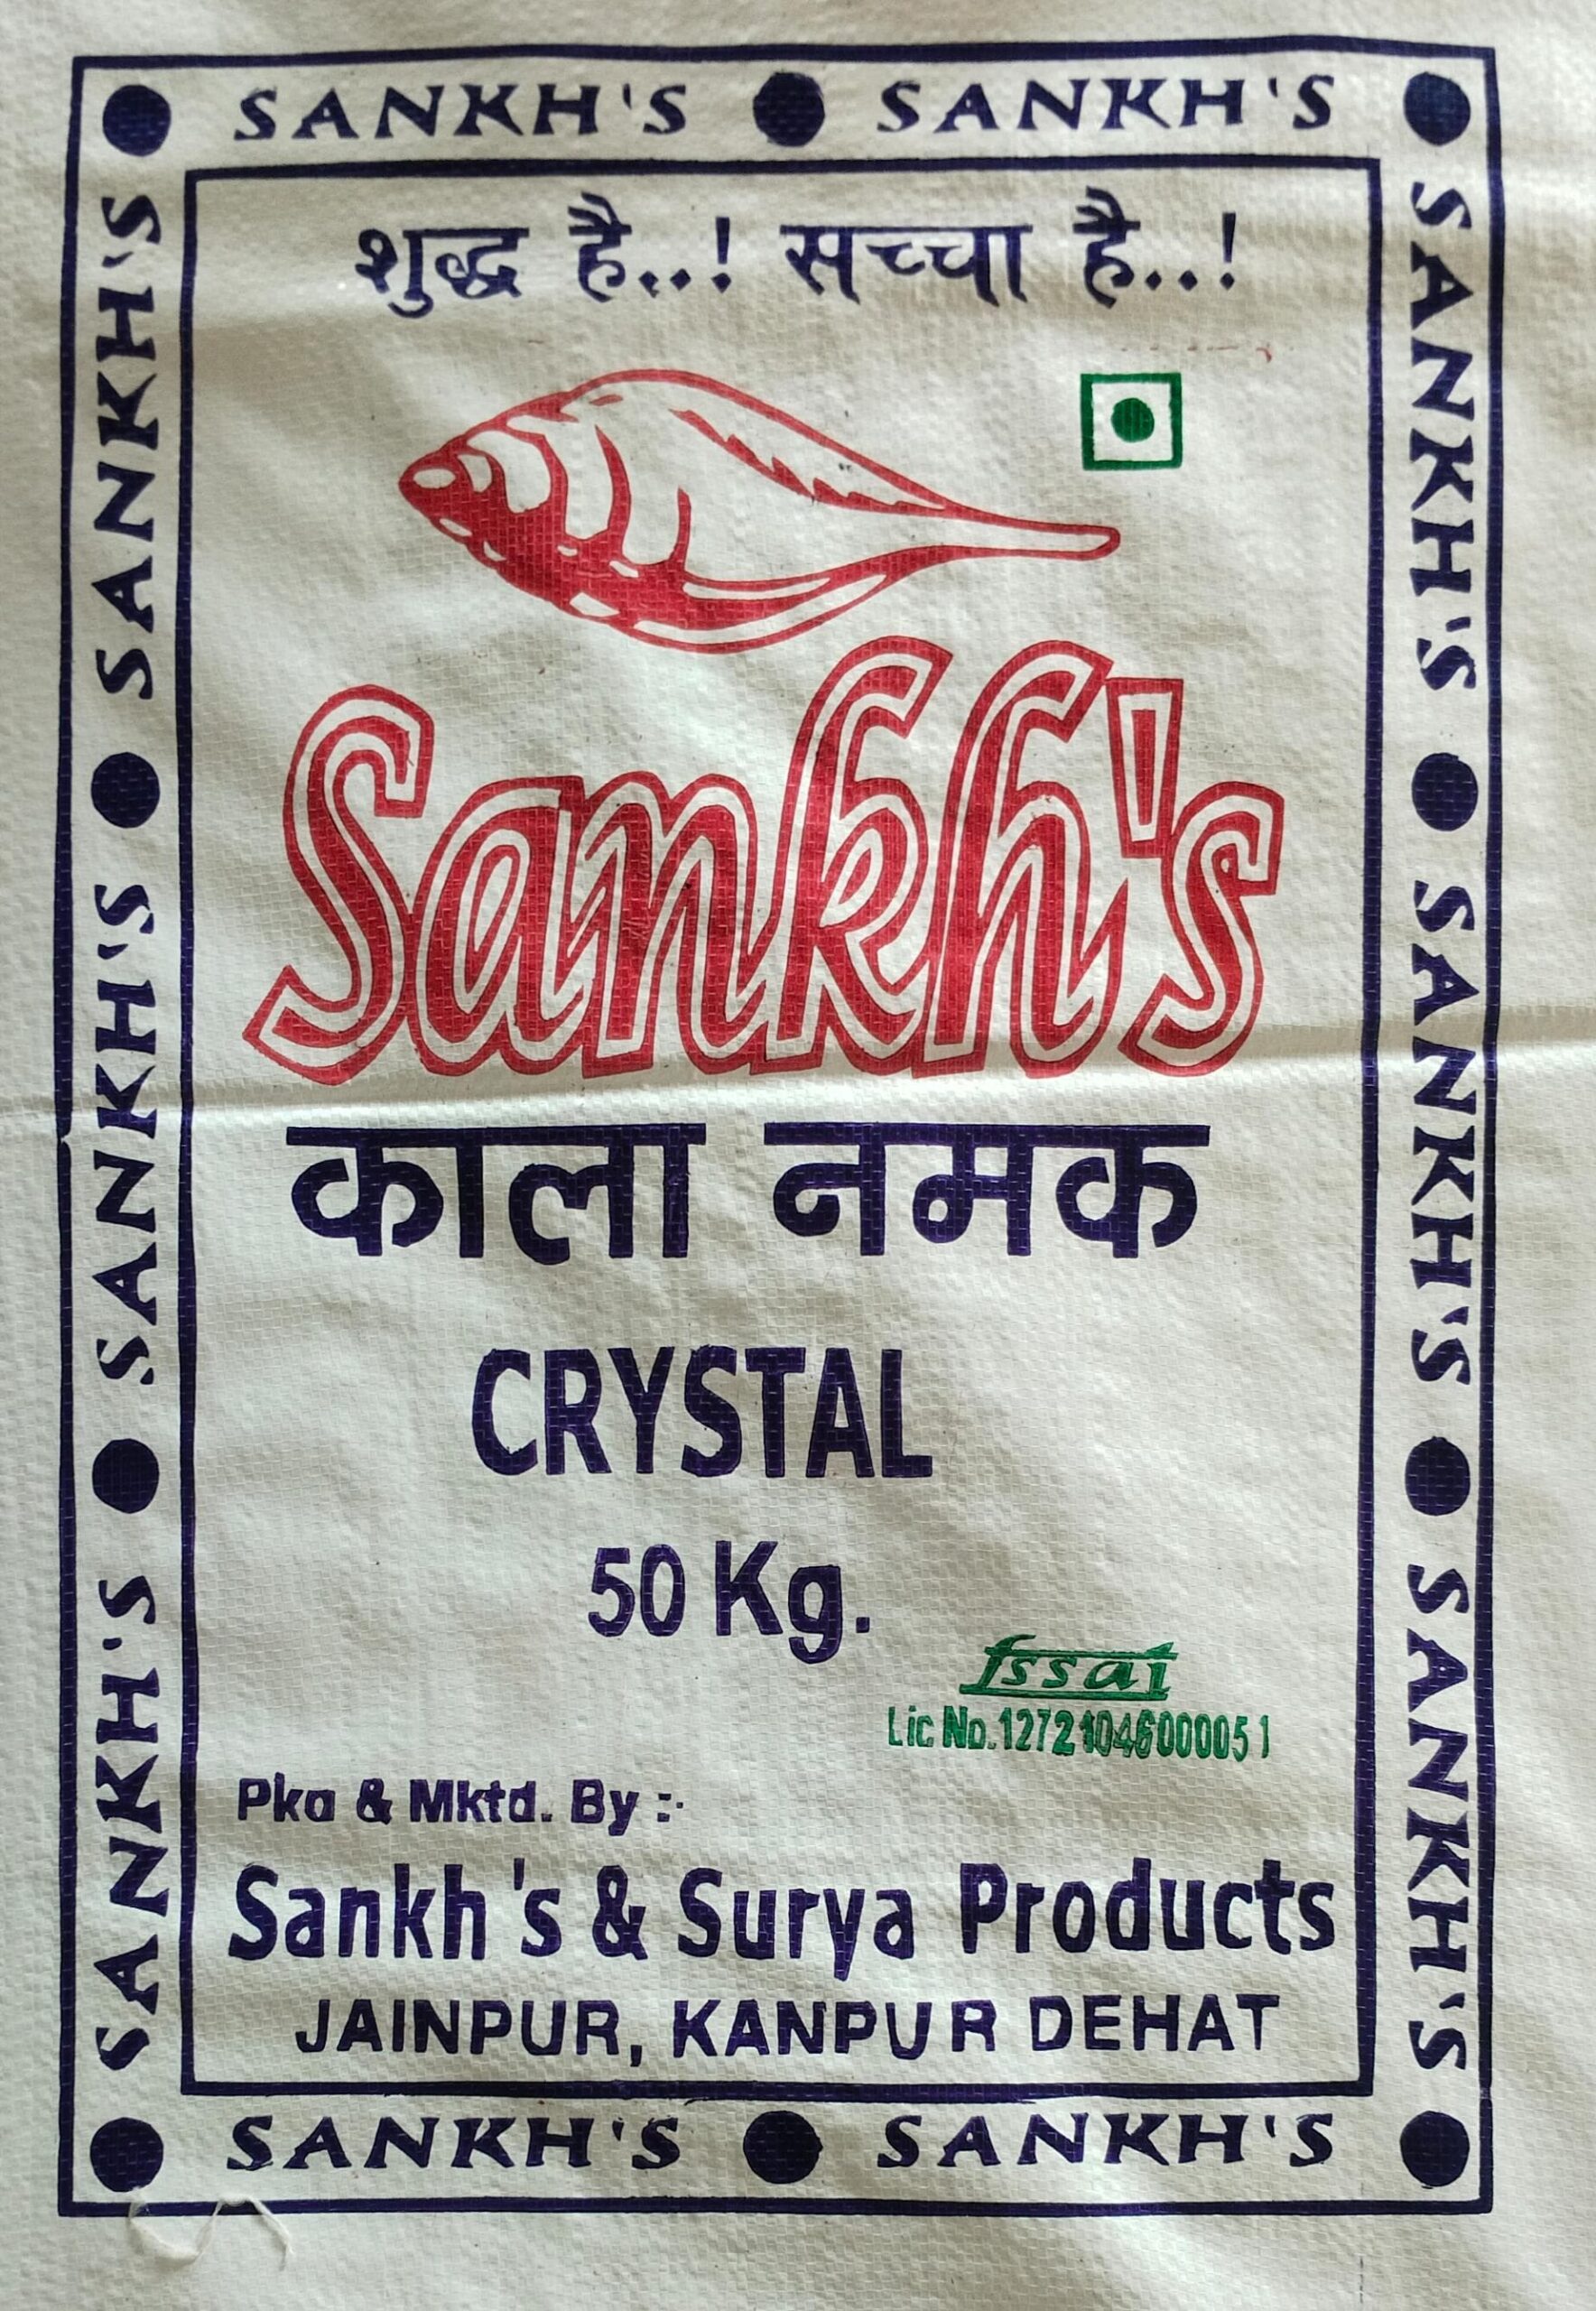 SANKH'S ● SANKH'S
SANKH'S ● SANKH'S ● SANKH'S
SANKH'S ● SANKH'S ● SANKH'S
शुद्ध है..! सच्चा है..!
Sankh's
काला नमक
CRYSTAL
50 Kg.
fssai
Lic No.12721046000051
Pkd & Mktd. By :-
Sankh's & Surya Products
JAINPUR, KANPUR DEHAT
SANKH'S ● SANKH'S